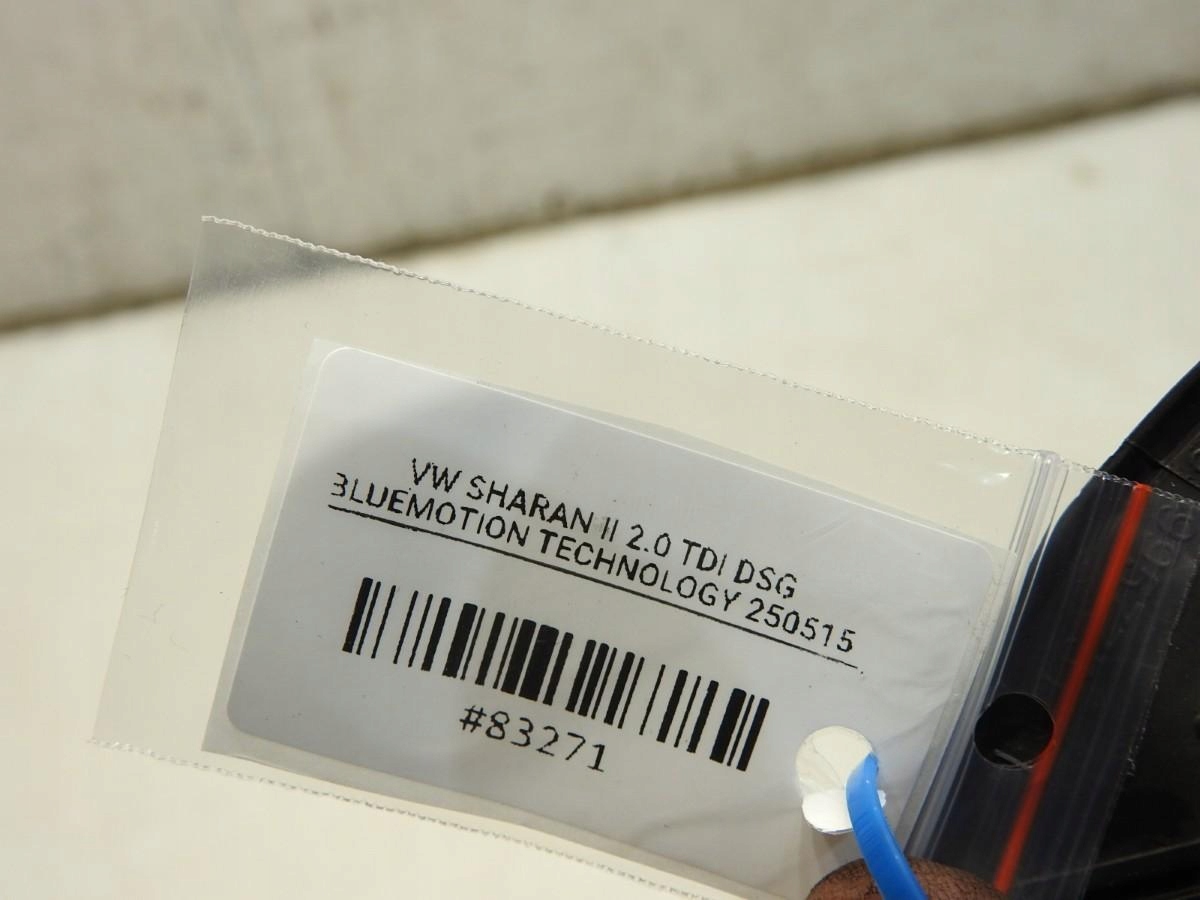 VW SHARAN II 2.0 TDI DSG
BLUEMOTION TECHNOLOGY 250515
#83271